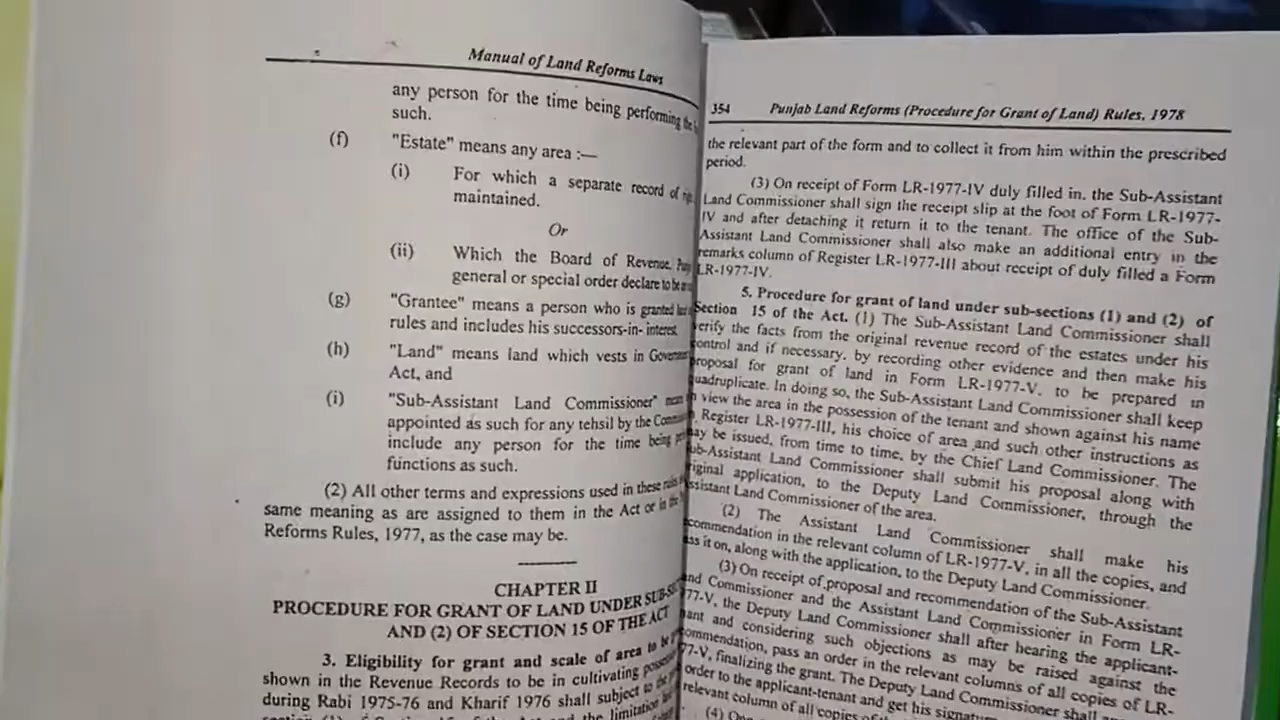 Manual of Land Reforms Laws
any person for the time being performing the
such.
(f) "Estate" means any area :—
(i) For which a separate record of
maintained.
Or
(ii) Which the Board of Revenue,
general or special order declare to be
(g) "Grantee" means a person who is granted
rules and includes his successors-in- interest.
(h) "Land" means land which vests in
Act, and
(i) "Sub-Assistant Land Commissioner"
appointed as such for any tehsil by the
include any person for the time being
functions as such.
(2) All other terms and expressions used in these rules
same meaning as are assigned to them in the Act or in the
Reforms Rules, 1977, as the case may be.
CHAPTER II
PROCEDURE FOR GRANT OF LAND UNDER
AND (2) OF SECTION 15 OF THE ACT
3. Eligibility for grant and scale of area to be
shown in the Revenue Records to be in cultivating
during Rabi 1975-76 and Kharif 1976 shall subject to the
the limitation
354 Punjab Land Reforms (Procedure for Grant of Land) Rules, 1978
the relevant part of the form and to collect it from him within the prescribed
period.
(3) On receipt of Form LR-1977-IV duly filled in, the Sub-Assistant
Land Commissioner shall sign the receipt slip at the foot of Form LR-1977-
IV and after detaching it return it to the tenant. The office of the Sub-
Assistant Land Commissioner shall also make an additional entry in the
remarks column of Register LR-1977-III about receipt of duly filled a Form
LR-1977-IV.
5. Procedure for grant of land under sub-sections (1) and (2) of
Section 15 of the Act. (1) The Sub-Assistant Land Commissioner shall
verify the facts from the original revenue record of the estates under his
control and if necessary, by recording other evidence and then make his
proposal for grant of land in Form LR-1977-V, to be prepared in
quadruplicate. In doing so, the Sub-Assistant Land Commissioner shall keep
view the area in the possession of the tenant and shown against his name
Register LR-1977-III, his choice of area and such other instructions as
may be issued, from time to time, by the Chief Land Commissioner. The
Sub-Assistant Land Commissioner shall submit his proposal along with
original application, to the Deputy Land Commissioner, through the
Assistant Land Commissioner of the area.
(2) The Assistant Land Commissioner shall make his
commendation in the relevant column of LR-1977-V, in all the copies, and
it on, along with the application, to the Deputy Land Commissioner.
(3) On receipt of proposal and recommendation of the Sub-Assistant
Land Commissioner and the Assistant Land Commissioner in Form LR-
77-V, the Deputy Land Commissioner shall after hearing the applicant-
and considering such objections as may be raised against the
pass an order in the relevant columns of all copies of LR-
77-V, finalizing the grant. The Deputy Land Commissioner shall
order to the applicant-tenant and get his
relevant column of all copies
(4)